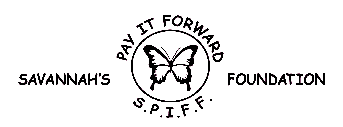 PAY IT FORWARD
SAVANNAH'S FOUNDATION
S.P.I.F.F.